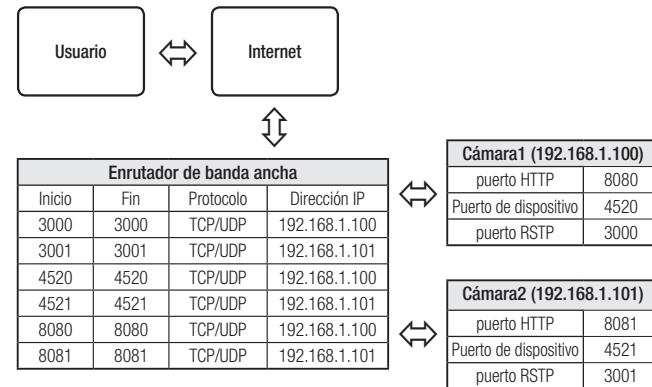 Usuario
Internet
Enrutador de banda ancha
Inicio Fin Protocolo Dirección IP
3000 3000 TCP/UDP 192.168.1.100
3001 3001 TCP/UDP 192.168.1.101
4520 4520 TCP/UDP 192.168.1.100
4521 4521 TCP/UDP 192.168.1.101
8080 8080 TCP/UDP 192.168.1.100
8081 8081 TCP/UDP 192.168.1.101
Cámara1 (192.168.1.100)
puerto HTTP 8080
Puerto de dispositivo 4520
puerto RSTP 3000
Cámara2 (192.168.1.101)
puerto HTTP 8081
Puerto de dispositivo 4521
puerto RSTP 3001